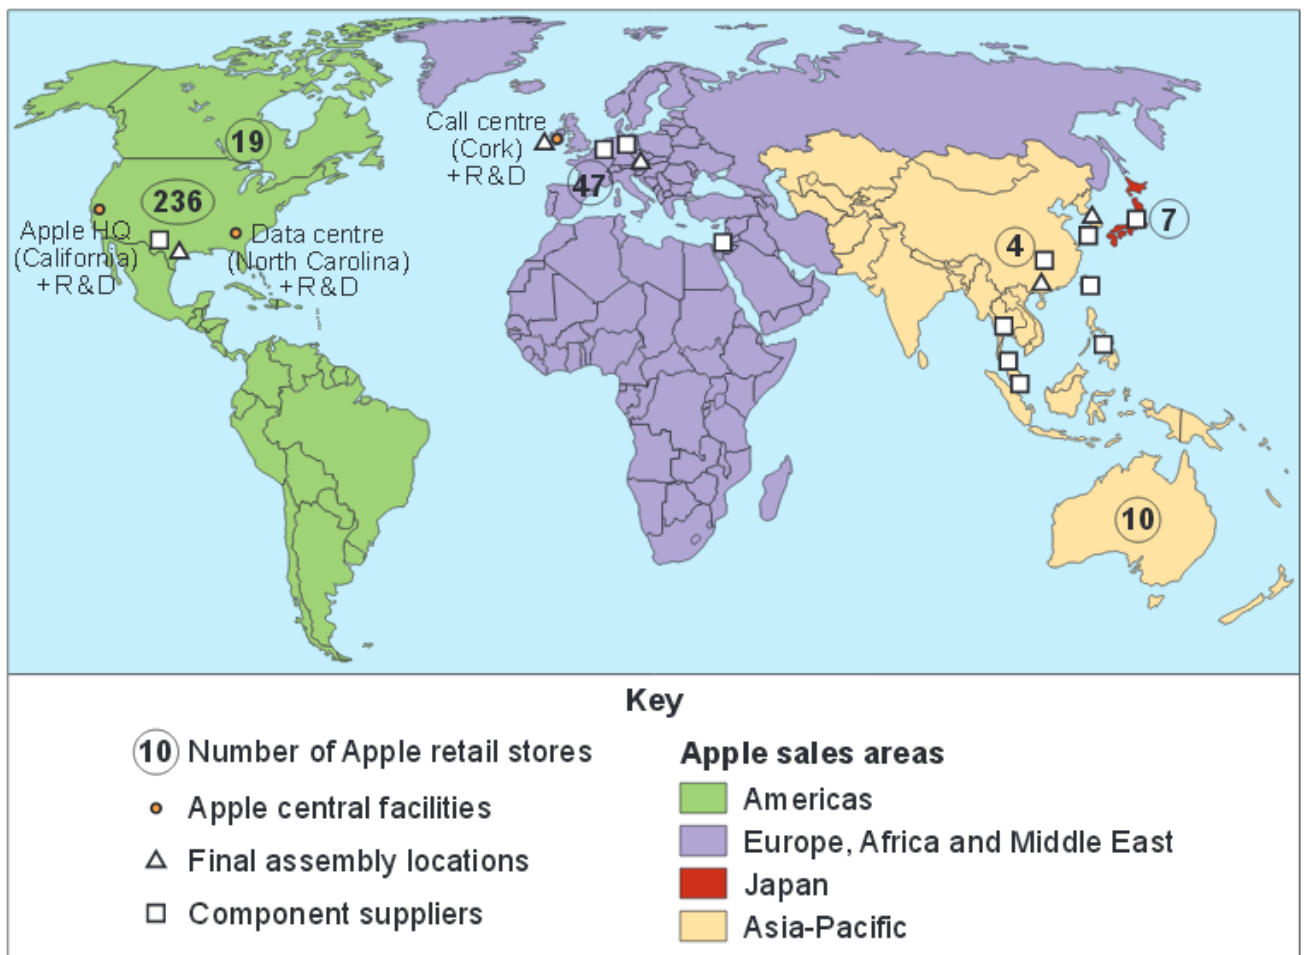 19
236
Apple HQ
(California)
+R&D
Data centre
(North Carolina)
+R&D
Call centre
(Cork)
+R&D
47
4
7
10
Key
10 Number of Apple retail stores
Apple central facilities
Final assembly locations
Component suppliers
Apple sales areas
Americas
Europe, Africa and Middle East
Japan
Asia-Pacific